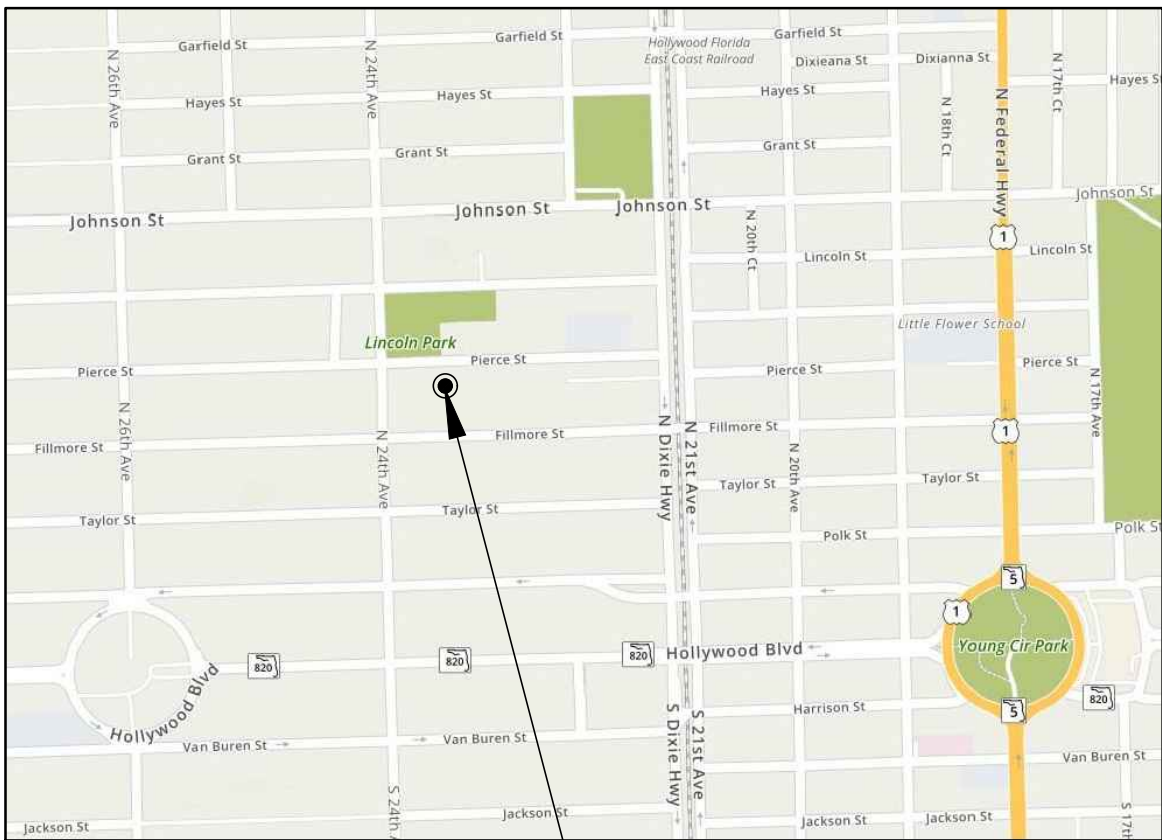 Garfield St
Garfield St
Garfield St
Hollywood Florida
East Coast Railroad
Dixieana St
Dixianna St
N 26th Ave
N 24th Ave
N Federal Hwy
N 17th Ct
Hayes St
Hayes St
Hayes St
Hayes St
N 18th Ct
Grant St
Grant St
Grant St
Johnson St
Johnson St
Johnson St
Johnson St
N 20th Ct
1
Lincoln St
Lincoln St
Little Flower School
Lincoln Park
Pierce St
Pierce St
Pierce St
Pierce St
N 26th Ave
N 24th Ave
N Dixie Hwy
N 21st Ave
N 20th Ave
N 17th Ave
Fillmore St
Fillmore St
Fillmore St
1
Taylor St
Taylor St
Taylor St
Taylor St
Polk St
Polk St
5
1
Young Cir Park
820
820
820
Hollywood Blvd
Hollywood Blvd
820
5
Harrison St
S Dixie Hwy
S 21st Ave
Van Buren St
Van Buren St
Van Buren St
S 24th A
S 17th
Jackson St
Jackson St
Jackson St
Jackson St